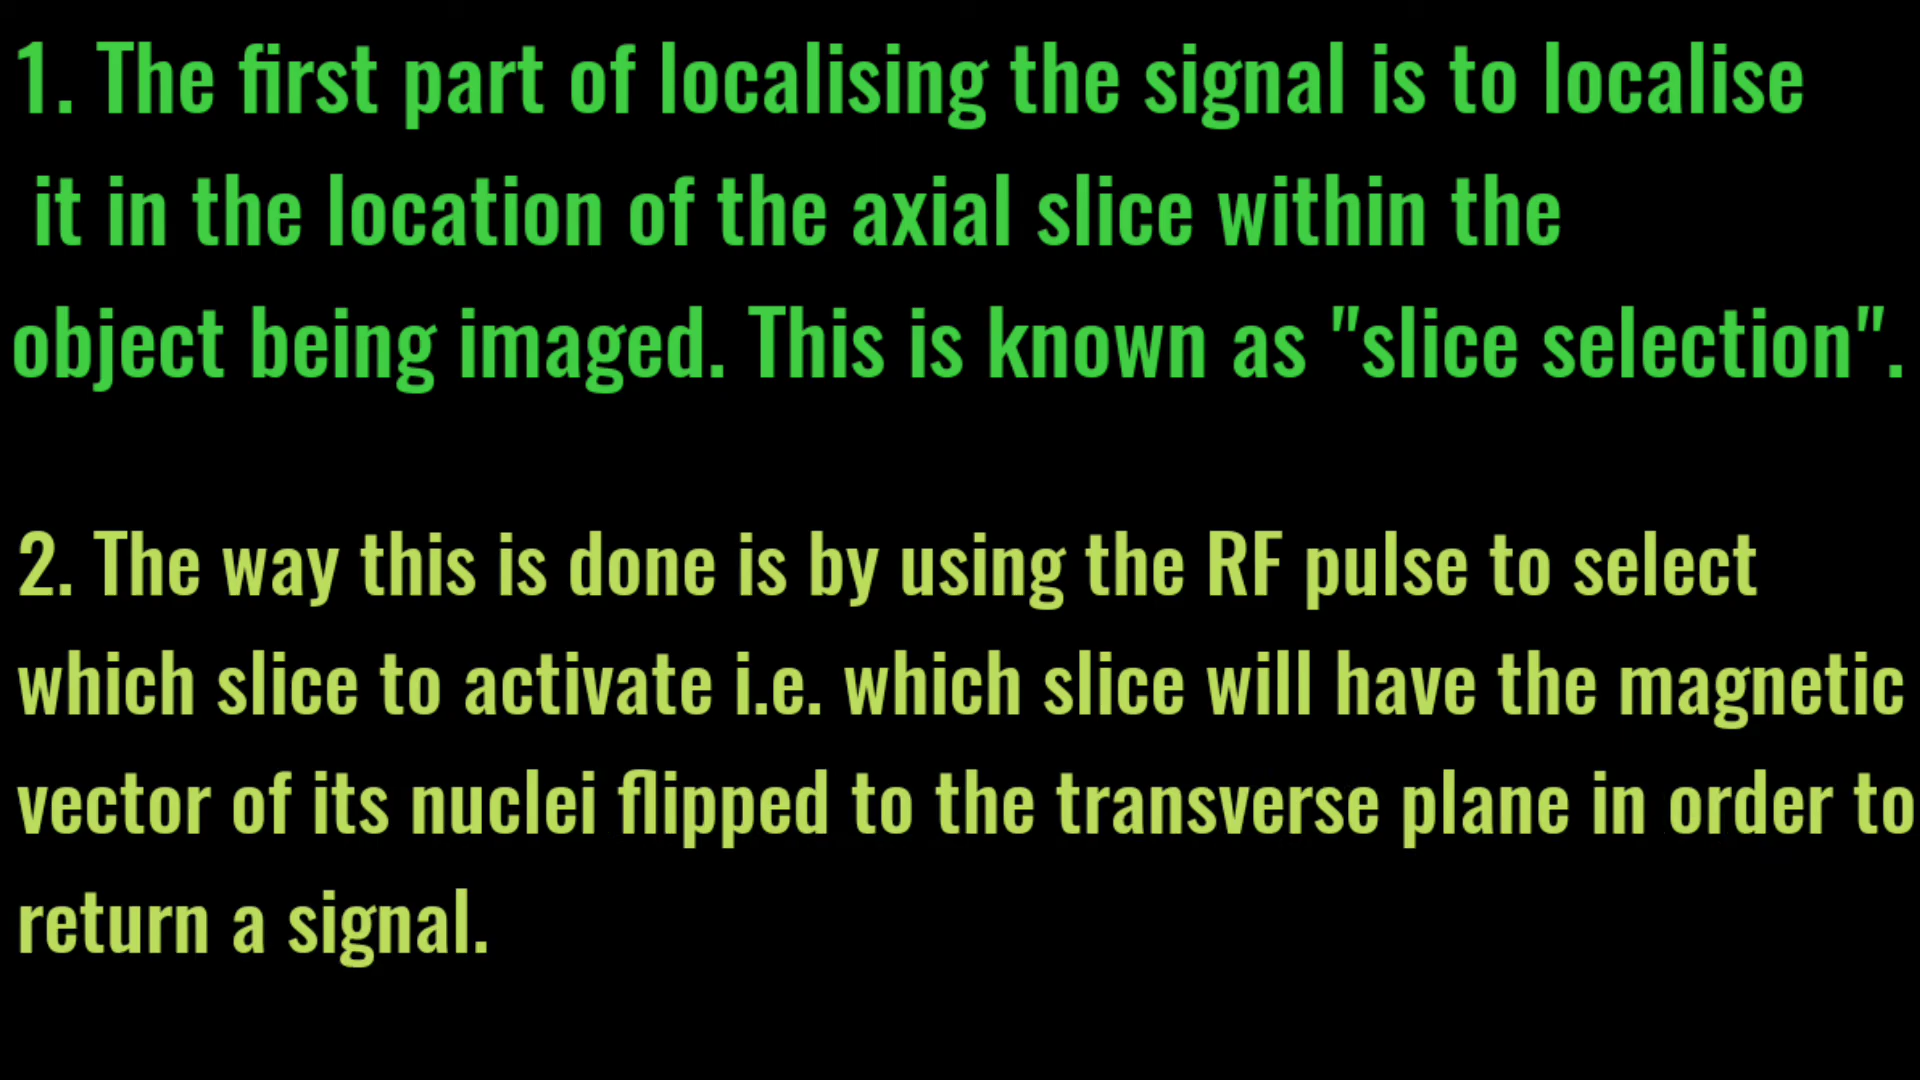 1. The first part of localising the signal is to localise
it in the location of the axial slice within the
object being imaged. This is known as "slice selection".
2. The way this is done is by using the RF pulse to select
which slice to activate i.e. which slice will have the magnetic
vector of its nuclei flipped to the transverse plane in order to
return a signal.